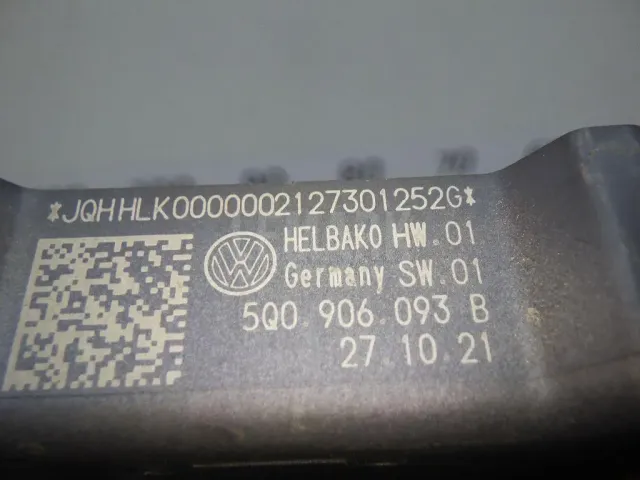 *JQHHLK0000002127301252G*
HELBAKO HW.01
Germany SW.01
5Q0.906.093 B
27.10.21